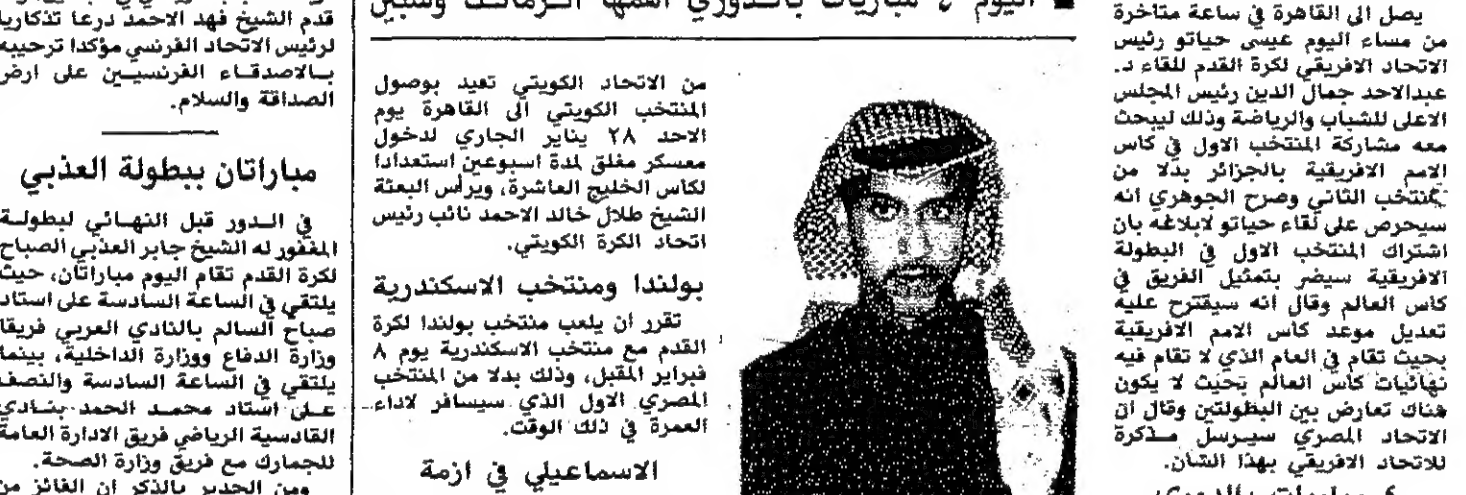 يصل الى القاهرة في ساعة متاخرة
من مساء اليوم عيسى حياتو رئيس
الاتحاد الافريقي لكرة القدم للقاء د.
عبدالاحد جمال الدين رئيس المجلس
الاعلى للشباب والرياضة وذلك ليبحث
معه مشاركة المنتخب الاول في كاس
الامم الافريقية بالجزائر بدلا من
المنتخب الثاني وصرح الجوهري انه
سيحرص على لقاء حياتو لابلاغه بان
اشتراك المنتخب الاول في البطولة
الافريقية سيضر بتمثيل الفريق في
كاس العالم وقال انه سيقترح عليه
تعديل موعد كاس الامم الافريقية
بحيث تقام في العام الذي لا تقام فيه
نهائيات كاس العالم بحيث لا يكون
هناك تعارض بين البطولتين وقال ان
الاتحاد المصري سيرسل مذكرة
للاتحاد الافريقي بهذا الشان.
اليوم ٤ مباريات بالدوري
من الاتحاد الكويتي تفيد بوصول
المنتخب الكويتي الى القاهرة يوم
الاحد ٢٨ يناير الجاري لدخول
معسكر مغلق لمدة اسبوعين استعدادا
لكاس الخليج العاشرة، ويرأس البعثة
الشيخ طلال خالد الاحمد نائب رئيس
اتحاد الكرة الكويتي.
بولندا ومنتخب الاسكندرية
تقرر ان يلعب منتخب بولندا لكرة
القدم مع منتخب الاسكندرية يوم ٨
فبراير المقبل، وذلك بدلا من المنتخب
المصري الاول الذي سيسافر لاداء
العمرة في ذلك الوقت.
الاسماعيلي في ازمة
قدم الشيخ فهد الاحمد درعا تذكاريا
لرئيس الاتحاد الفرنسي مؤكدا ترحيبه
بالاصدقاء الفرنسيين على ارض
الصداقة والسلام.
مباراتان ببطولة العذبي
في الدور قبل النهائي لبطولة
المغفور له الشيخ جابر العذبي الصباح
لكرة القدم تقام اليوم مباراتان، حيث
يلتقي في الساعة السادسة على استاد
صباح السالم بالنادي العربي فريقا
وزارة الدفاع ووزارة الداخلية، بينما
يلتقي في الساعة السادسة والنصف
على استاد محمد الحمد بنادي
القادسية الرياضي فريق الادارة العامة
للجمارك مع فريق وزارة الصحة.
ومن الجدير بالذكر ان الفائز من